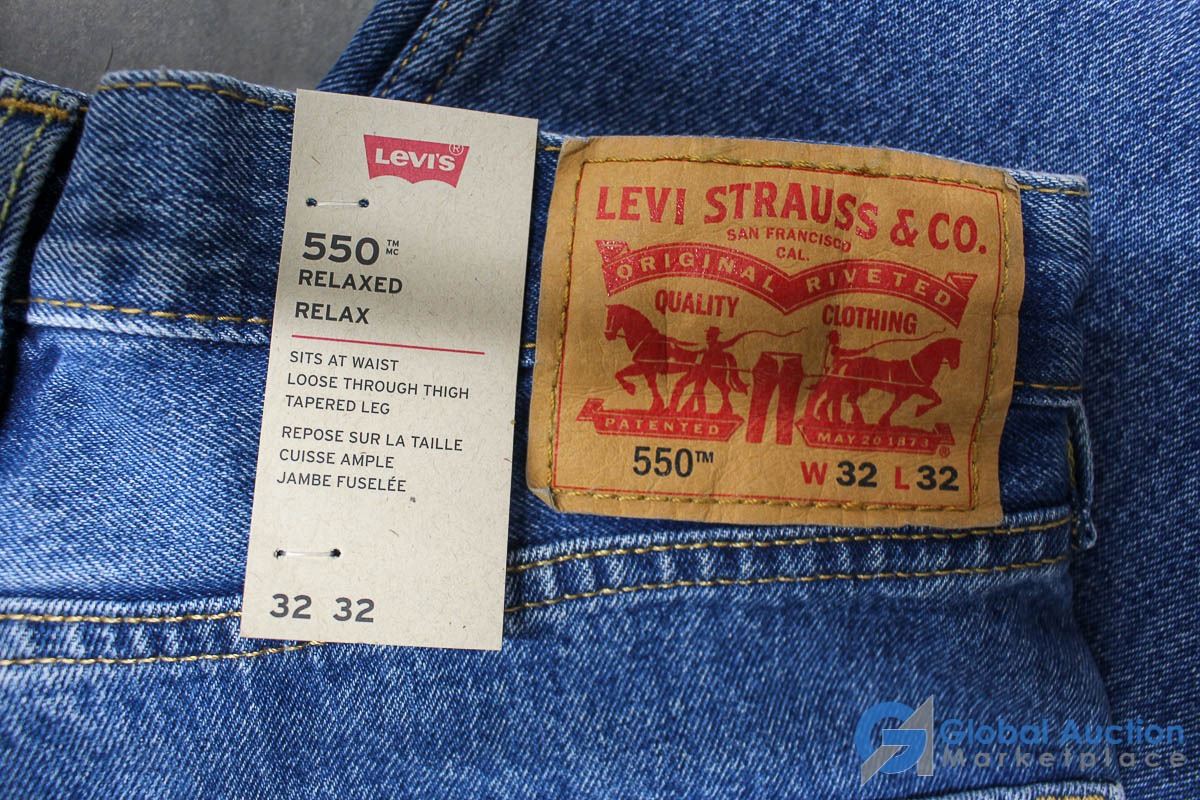 LEVI'S®
550™ MC
RELAXED
RELAX
SITS AT WAIST
LOOSE THROUGH THIGH
TAPERED LEG
REPOSE SUR LA TAILLE
CUISSE AMPLE
JAMBE FUSELÉE
32 32
LEVI STRAUSS & CO.
SAN FRANCISCO
CAL.
ORIGINAL RIVETED
QUALITY CLOTHING
PATENTED MAY 20 1873 ®
550™ W 32 L 32
Global Auction
Marketplace